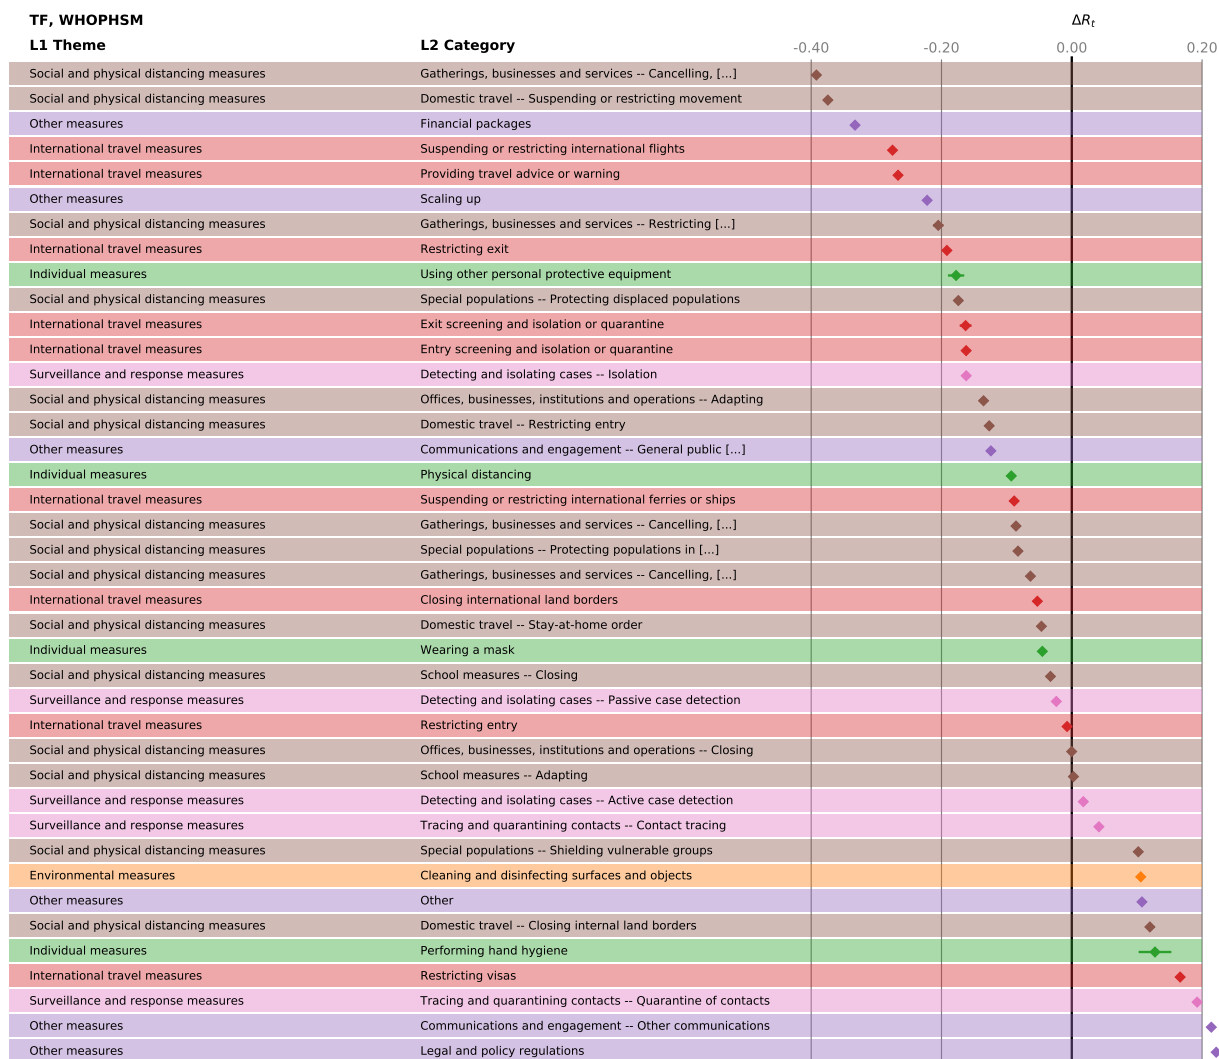 TF, WHOPHSM ΔRt
L1 Theme L2 Category -0.40 -0.20 0.00 0.20
Social and physical distancing measures Gatherings, businesses and services -- Cancelling, [...]
Social and physical distancing measures Domestic travel -- Suspending or restricting movement
Other measures Financial packages
International travel measures Suspending or restricting international flights
International travel measures Providing travel advice or warning
Other measures Scaling up
Social and physical distancing measures Gatherings, businesses and services -- Restricting [...]
International travel measures Restricting exit
Individual measures Using other personal protective equipment
Social and physical distancing measures Special populations -- Protecting displaced populations
International travel measures Exit screening and isolation or quarantine
International travel measures Entry screening and isolation or quarantine
Surveillance and response measures Detecting and isolating cases -- Isolation
Social and physical distancing measures Offices, businesses, institutions and operations -- Adapting
Social and physical distancing measures Domestic travel -- Restricting entry
Other measures Communications and engagement -- General public [...]
Individual measures Physical distancing
International travel measures Suspending or restricting international ferries or ships
Social and physical distancing measures Gatherings, businesses and services -- Cancelling, [...]
Social and physical distancing measures Special populations -- Protecting populations in [...]
Social and physical distancing measures Gatherings, businesses and services -- Cancelling, [...]
International travel measures Closing international land borders
Social and physical distancing measures Domestic travel -- Stay-at-home order
Individual measures Wearing a mask
Social and physical distancing measures School measures -- Closing
Surveillance and response measures Detecting and isolating cases -- Passive case detection
International travel measures Restricting entry
Social and physical distancing measures Offices, businesses, institutions and operations -- Closing
Social and physical distancing measures School measures -- Adapting
Surveillance and response measures Detecting and isolating cases -- Active case detection
Surveillance and response measures Tracing and quarantining contacts -- Contact tracing
Social and physical distancing measures Special populations -- Shielding vulnerable groups
Environmental measures Cleaning and disinfecting surfaces and objects
Other measures Other
Social and physical distancing measures Domestic travel -- Closing internal land borders
Individual measures Performing hand hygiene
International travel measures Restricting visas
Surveillance and response measures Tracing and quarantining contacts -- Quarantine of contacts
Other measures Communications and engagement -- Other communications
Other measures Legal and policy regulations